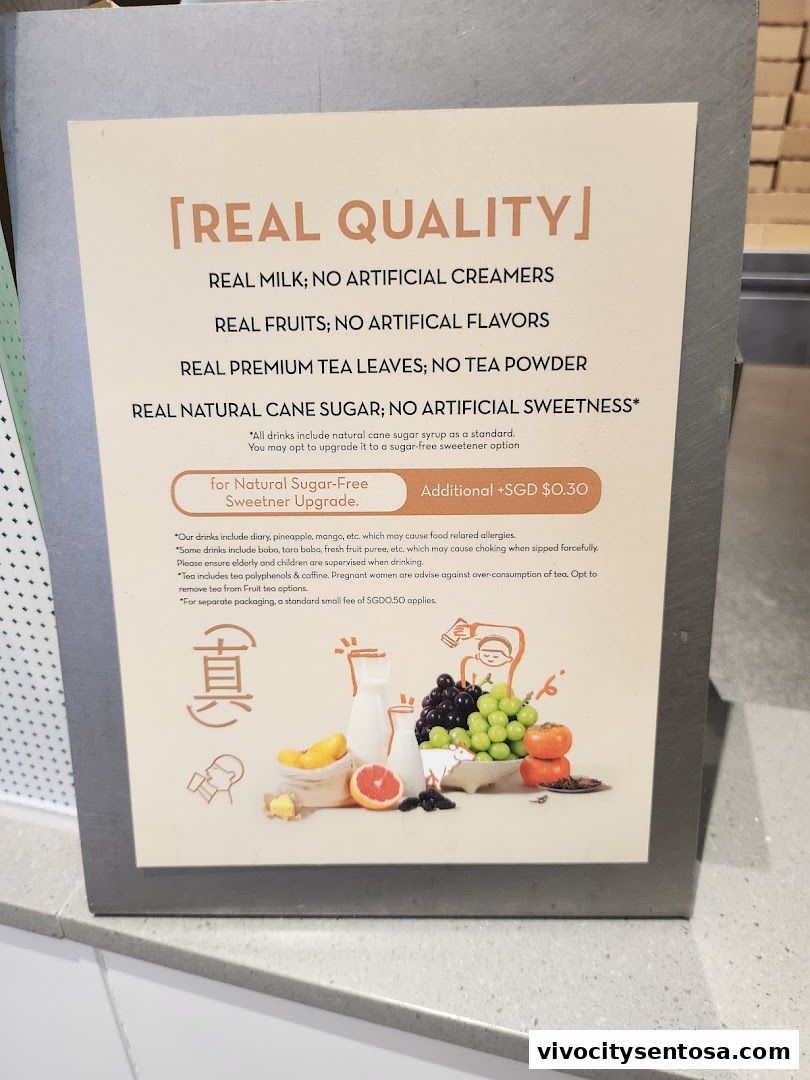 「REAL QUALITY」
REAL MILK; NO ARTIFICIAL CREAMERS
REAL FRUITS; NO ARTIFICAL FLAVORS
REAL PREMIUM TEA LEAVES; NO TEA POWDER
REAL NATURAL CANE SUGAR; NO ARTIFICIAL SWEETNESS*
*All drinks include natural cane sugar syrup as a standard.
You may opt to upgrade it to a sugar-free sweetener option
for Natural Sugar-Free
Sweetner Upgrade.
Additional +SGD $0.30
*Our drinks include diary, pineapple, mango, etc. which may cause food relared allergies.
*Some drinks include bobo, taro bobo, fresh fruit puree, etc. which may cause choking when sipped forcefully.
Please ensure elderly and children are supervised when drinking.
*Tea includes tea polyphenols & caffine. Pregnant women are advise against over-consumption of tea. Opt to
remove tea from Fruit tea options.
*For separate packaging, a standard small fee of SGD0.50 applies.
真
vivocitysentosa.com